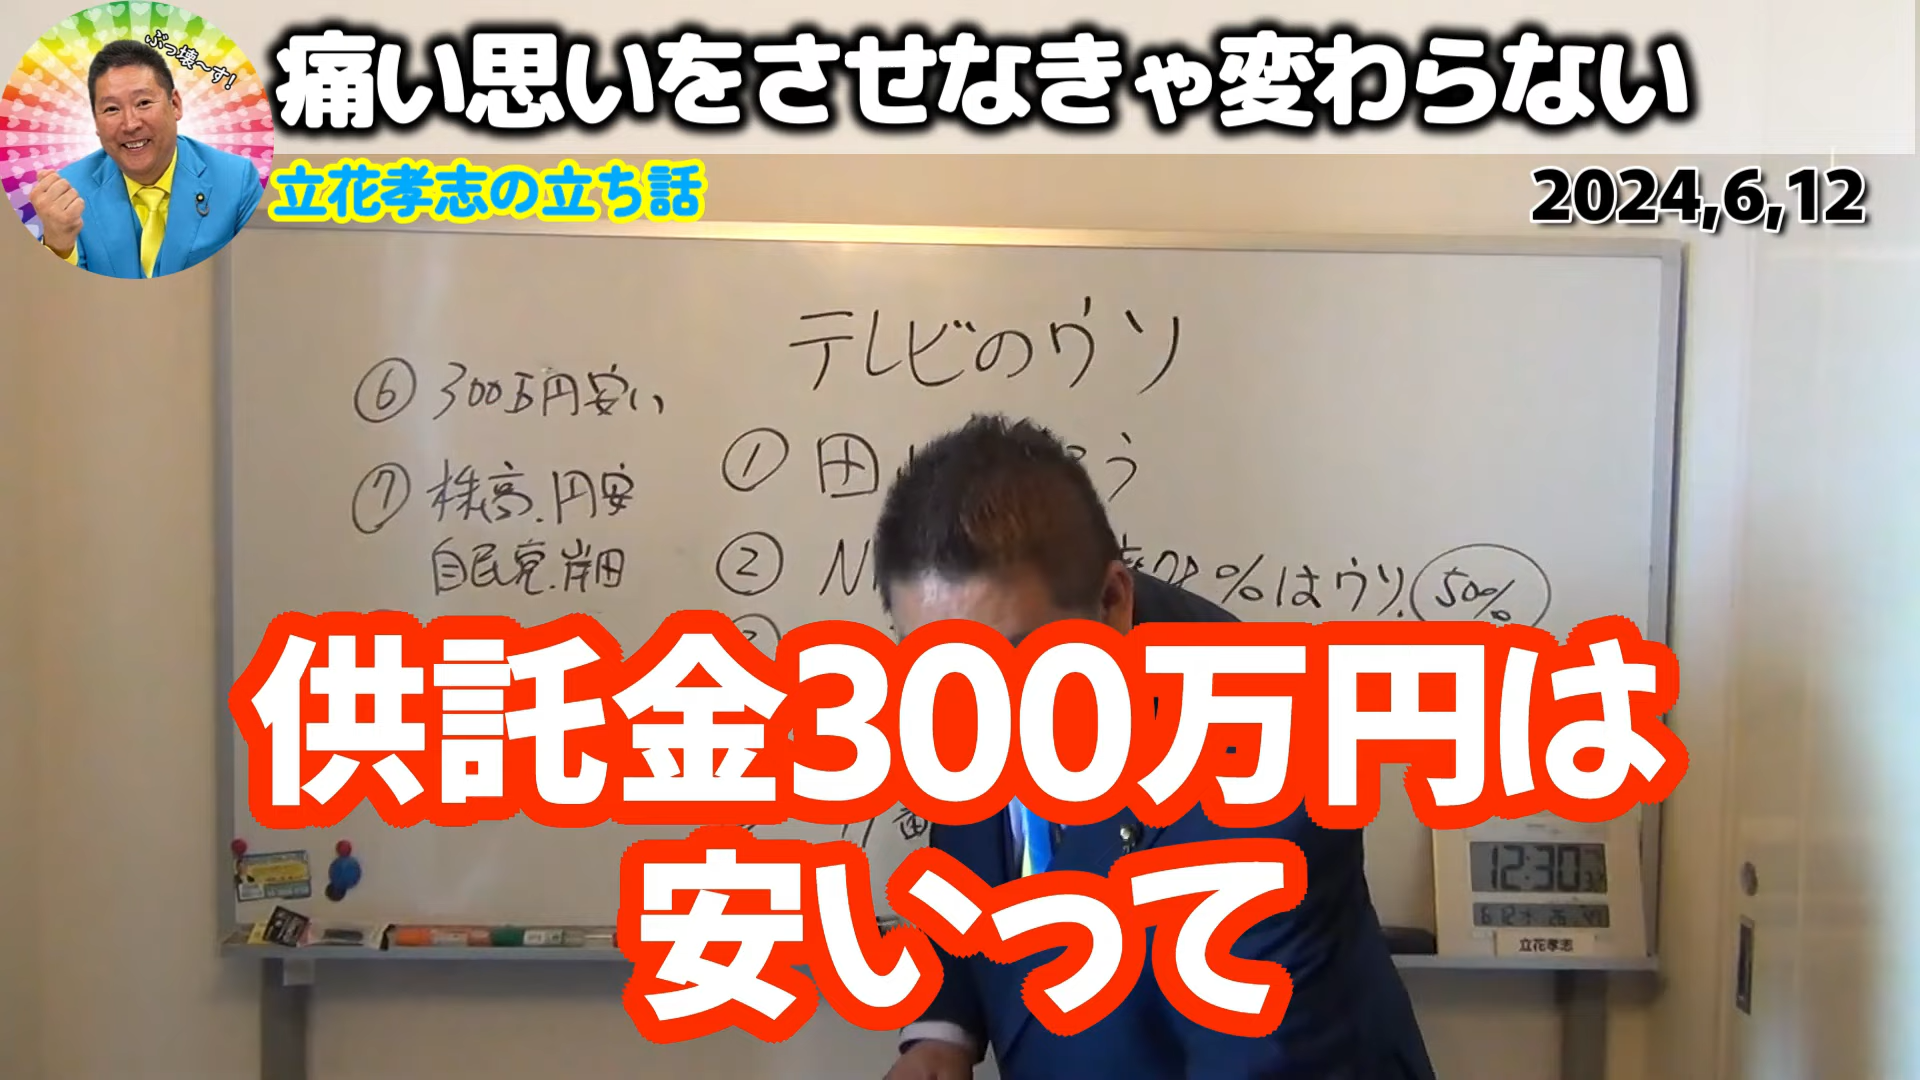 ぶっ壊~す!
痛い思いをさせなきゃ変わらない
立花孝志の立ち話
2024,6,12
テレビのウソ
⑥ 300万円安い
⑦ 株高.円安
自民党.岸田
① 田
う
② N
%はウソ. 50%
供託金300万円は
安いって
12:30
立花孝志